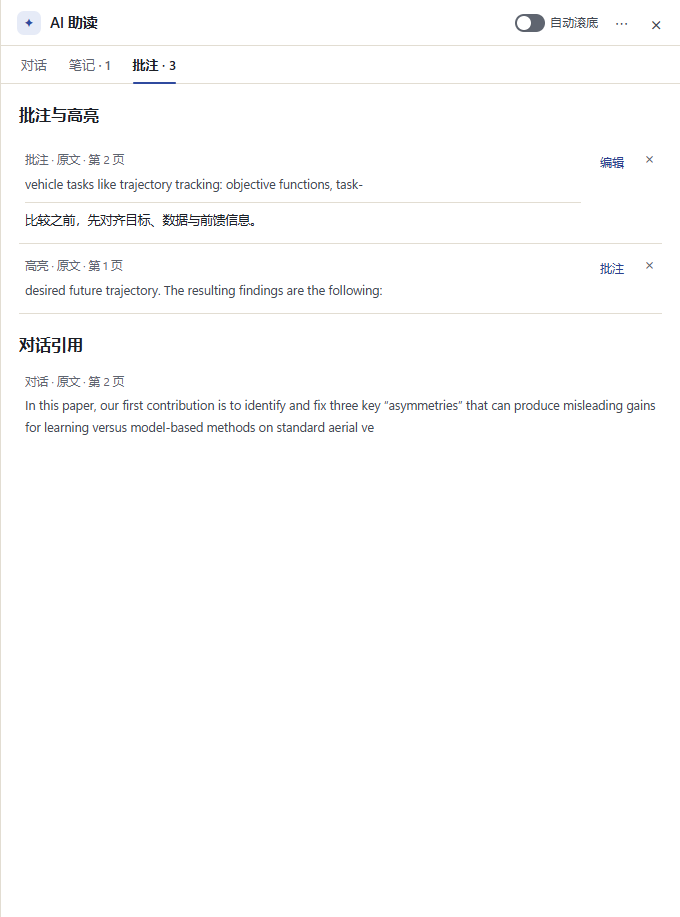 AI 助读
自动滚底
对话
笔记 · 1
批注 · 3
批注与高亮
批注 · 原文 · 第 2 页
编辑
vehicle tasks like trajectory tracking: objective functions, task-
比较之前，先对齐目标、数据与前馈信息。
高亮 · 原文 · 第 1 页
批注
desired future trajectory. The resulting findings are the following:
对话引用
对话 · 原文 · 第 2 页
In this paper, our first contribution is to identify and fix three key “asymmetries” that can produce misleading gains
for learning versus model-based methods on standard aerial ve